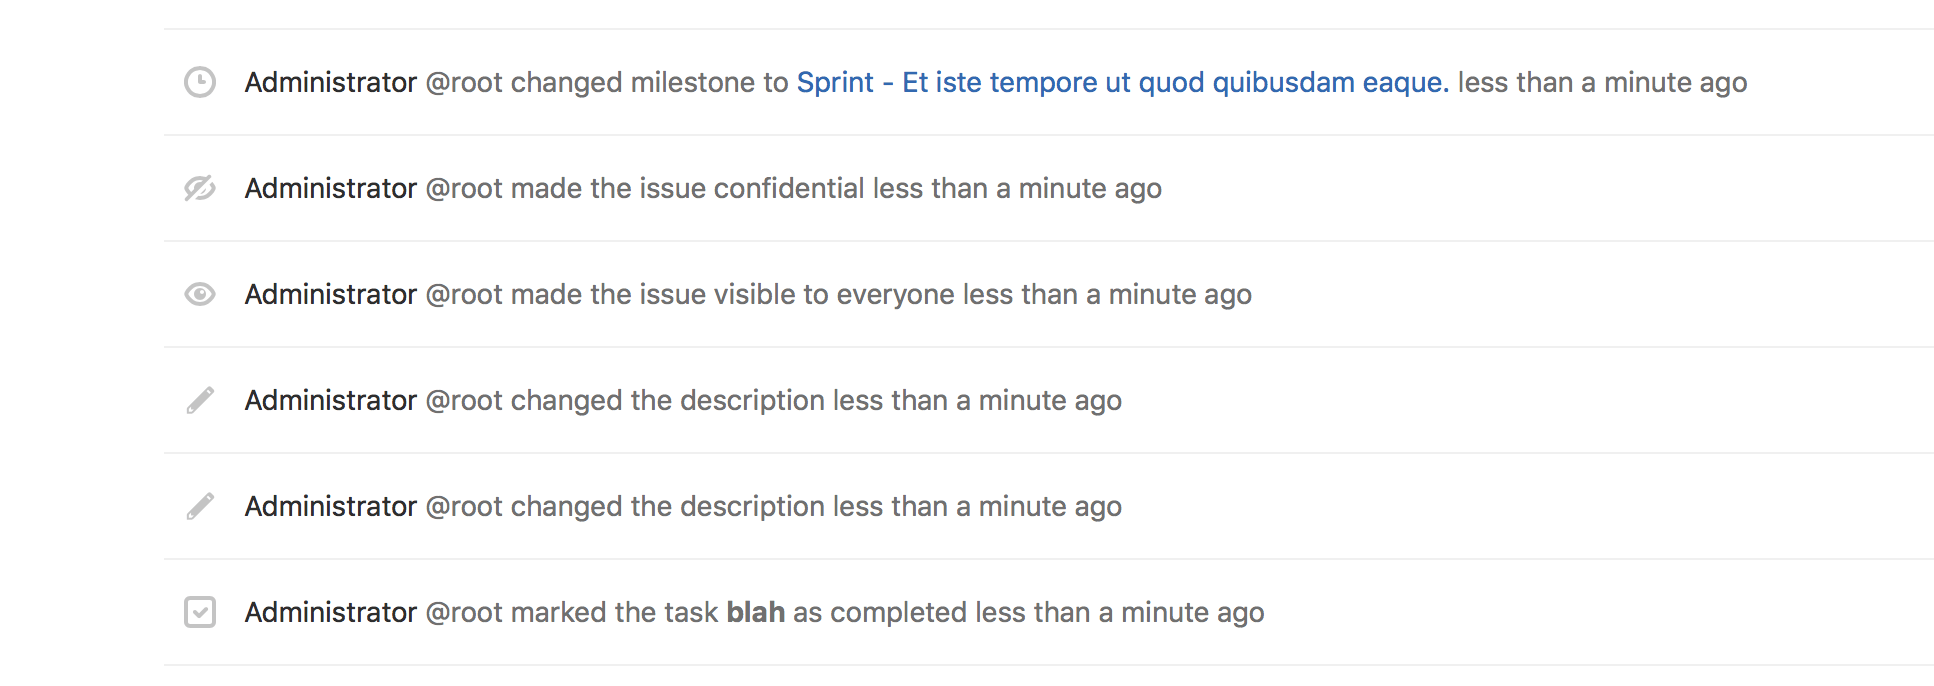 Administrator @root changed milestone to Sprint - Et iste tempore ut quod quibusdam eaque. less than a minute ago
Administrator @root made the issue confidential less than a minute ago
Administrator @root made the issue visible to everyone less than a minute ago
Administrator @root changed the description less than a minute ago
Administrator @root changed the description less than a minute ago
Administrator @root marked the task blah as completed less than a minute ago